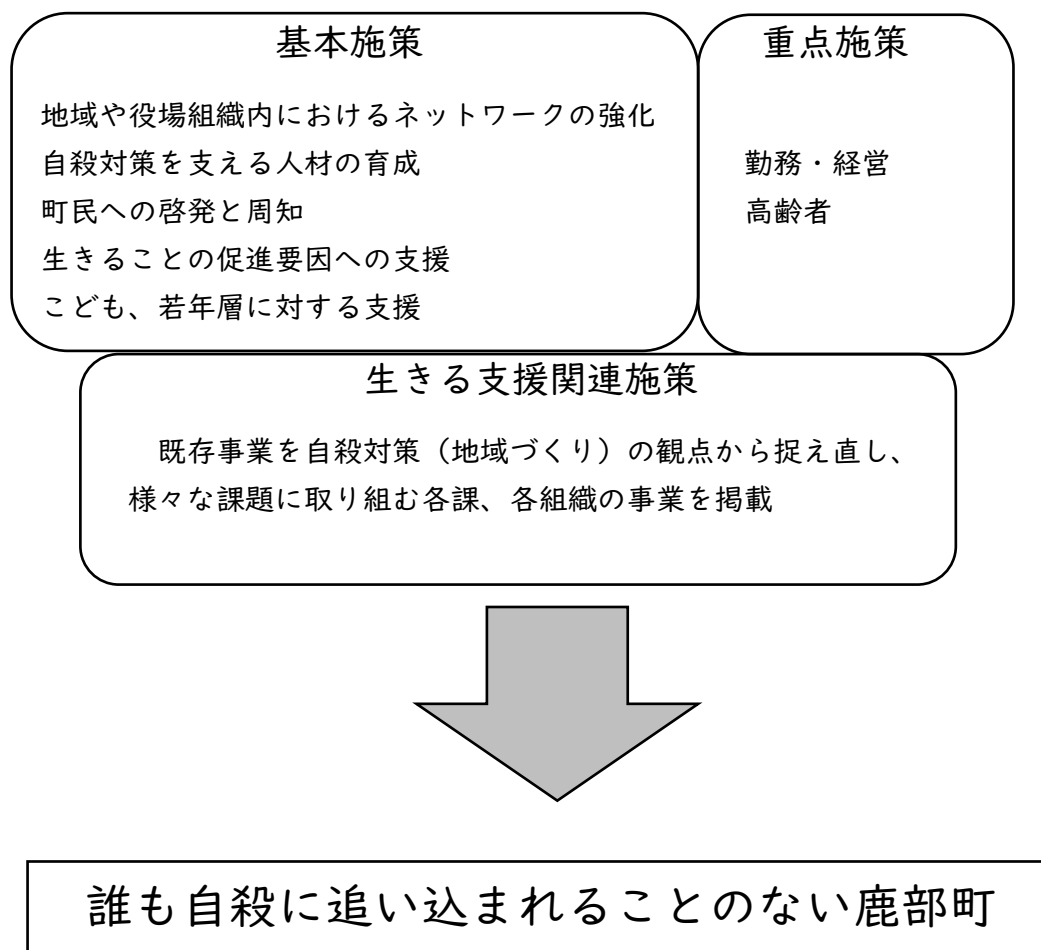 基本施策
地域や役場組織内におけるネットワークの強化
自殺対策を支える人材の育成
町民への啓発と周知
生きることの促進要因への支援
こども、若年層に対する支援
重点施策
勤務・経営
高齢者
生きる支援関連施策
既存事業を自殺対策（地域づくり）の観点から捉え直し、
様々な課題に取り組む各課、各組織の事業を掲載
誰も自殺に追い込まれることのない鹿部町